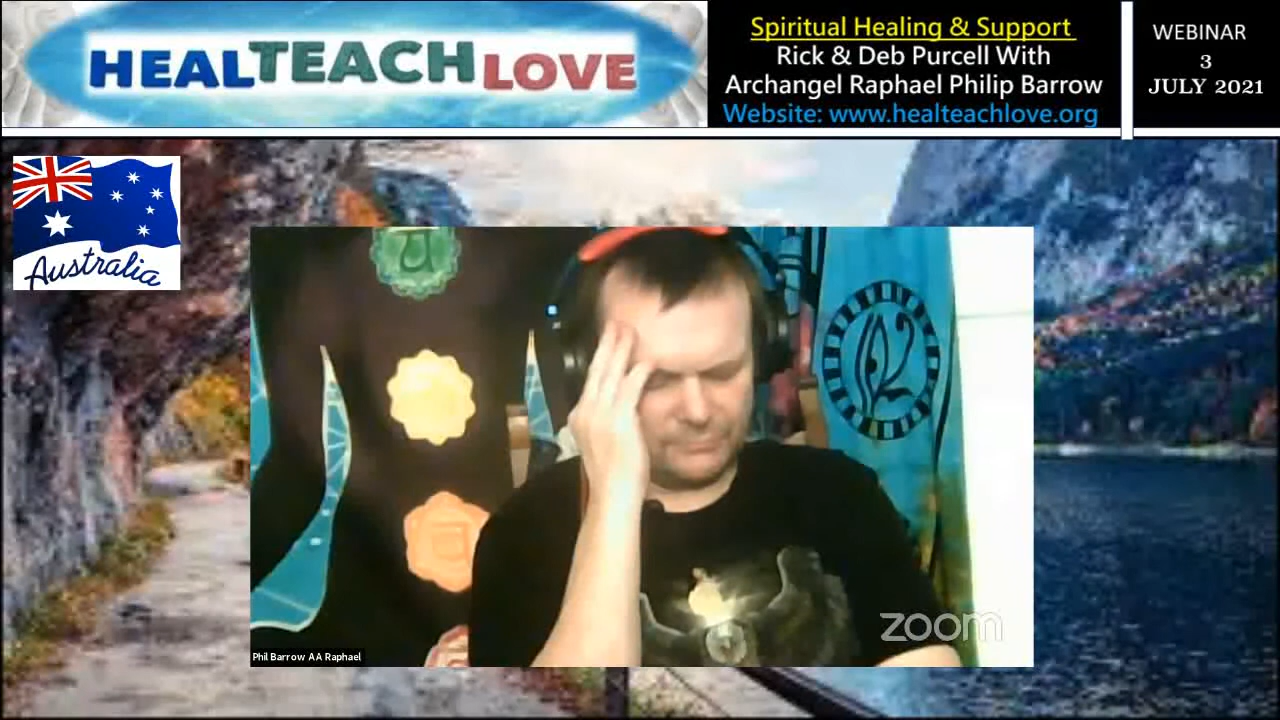 HEALTEACHLOVE
Spiritual Healing & Support
Rick & Deb Purcell With
Archangel Raphael Philip Barrow
Website: www.healteachlove.org
WEBINAR
3
JULY 2021
Australia
zoom
Phil Barrow AA Raphael